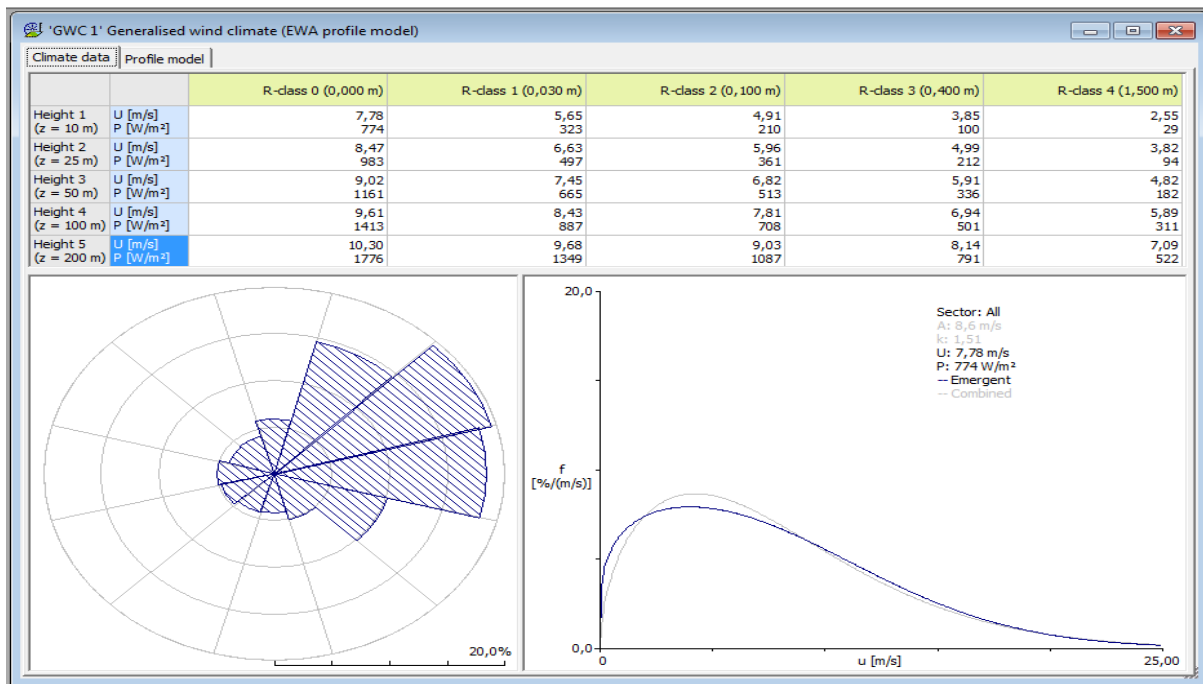 'GWC 1' Generalised wind climate (EWA profile model)
Climate data Profile model
R-class 0 (0,000 m) R-class 1 (0,030 m) R-class 2 (0,100 m) R-class 3 (0,400 m) R-class 4 (1,500 m)
Height 1 U [m/s] 7,78 5,65 4,91 3,85 2,55
(z = 10 m) P [W/m²] 774 323 210 100 29
Height 2 U [m/s] 8,47 6,63 5,96 4,99 3,82
(z = 25 m) P [W/m²] 983 497 361 212 94
Height 3 U [m/s] 9,02 7,45 6,82 5,91 4,82
(z = 50 m) P [W/m²] 1161 665 513 336 182
Height 4 U [m/s] 9,61 8,43 7,81 6,94 5,89
(z = 100 m) P [W/m²] 1413 887 708 501 311
Height 5 U [m/s] 10,30 9,68 9,03 8,14 7,09
(z = 200 m) P [W/m²] 1776 1349 1087 791 522
20,0%
20,0
Sector: All
A: 8,6 m/s
k: 1,51
U: 7,78 m/s
P: 774 W/m²
-- Emergent
-- Combined
f
[%/(m/s)]
0,0
0 u [m/s] 25,00